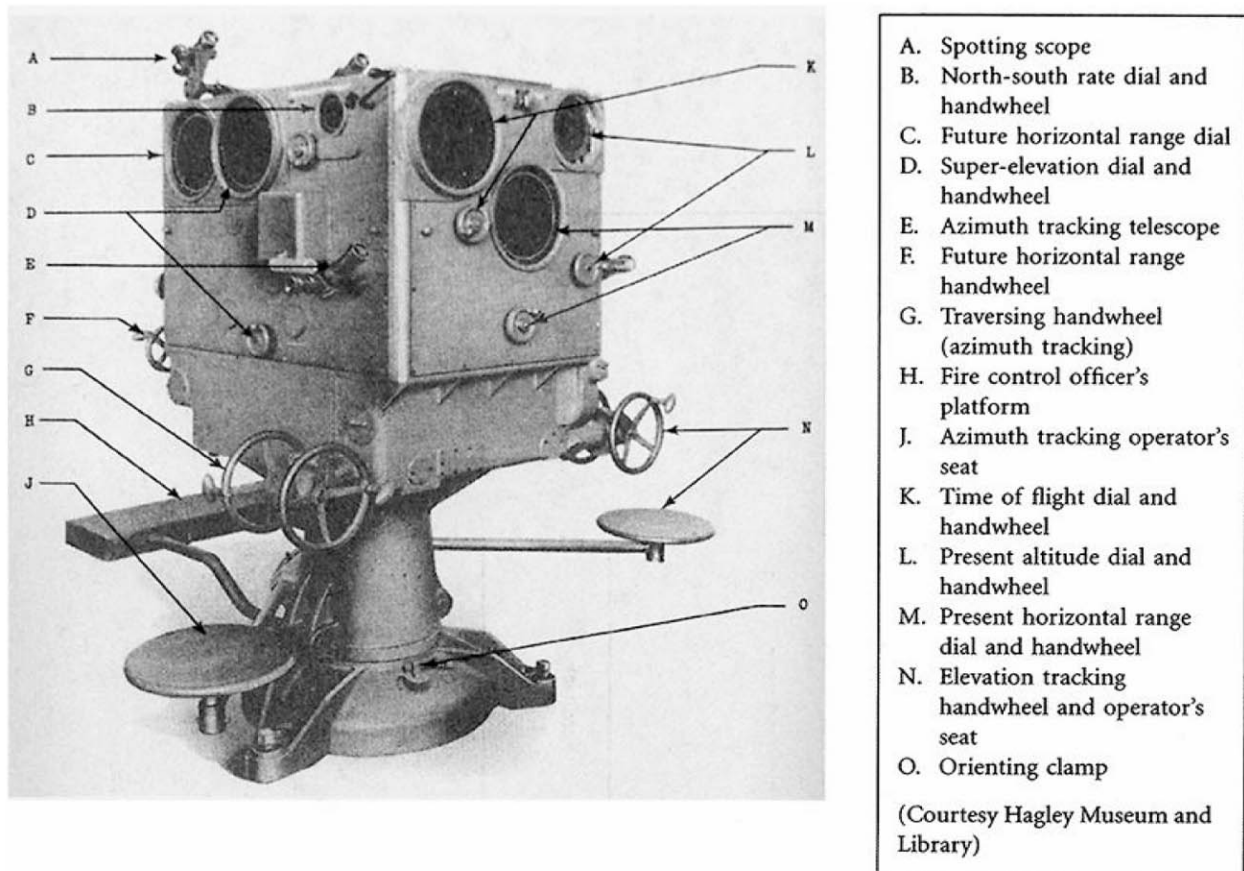 A
B
C
D
E
F
G
H
J
K
L
M
N
O
A. Spotting scope
B. North-south rate dial and
handwheel
C. Future horizontal range dial
D. Super-elevation dial and
handwheel
E. Azimuth tracking telescope
F. Future horizontal range
handwheel
G. Traversing handwheel
(azimuth tracking)
H. Fire control officer's
platform
J. Azimuth tracking operator's
seat
K. Time of flight dial and
handwheel
L. Present altitude dial and
handwheel
M. Present horizontal range
dial and handwheel
N. Elevation tracking
handwheel and operator's
seat
O. Orienting clamp
(Courtesy Hagley Museum and
Library)